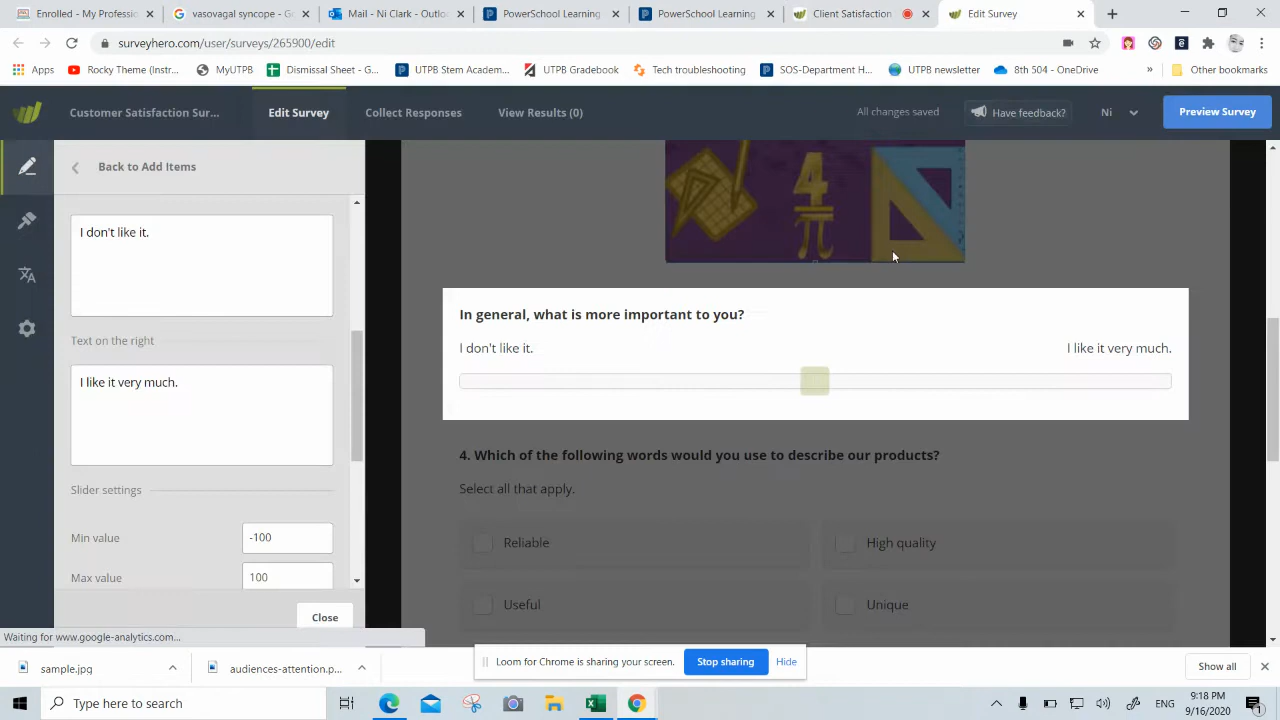 Enrolled - My Professi...
vasovagal syncope - G
Mail - Ni Clark - Outlo
PowerSchool Learning
PowerSchool Learning
Client Satisfaction
Edit Survey
surveyhero.com/user/surveys/265900/edit
Apps
Rocky Theme (Instr...
MyUTPB
Dismissal Sheet - G...
UTPB Stem Academ...
UTPB Gradebook
Tech troubleshooting
SOS-Department H...
UTPB newsletter
8th 504 - OneDrive
»
Other bookmarks
Customer Satisfaction Sur...
Edit Survey
Collect Responses
View Results (0)
All changes saved
Have feedback?
Ni
Preview Survey
Back to Add Items
I don't like it.
Text on the right
I like it very much.
Slider settings
Min value
-100
Max value
100
Close
4
π
In general, what is more important to you?
I don't like it.
I like it very much.
4. Which of the following words would you use to describe our products?
Select all that apply.
Reliable
High quality
Useful
Unique
Waiting for www.google-analytics.com...
Loom for Chrome is sharing your screen.
Stop sharing
Hide
sample.jpg
audiences-attention.p...
Show all
Type here to search
ENG
9:18 PM
9/16/2020